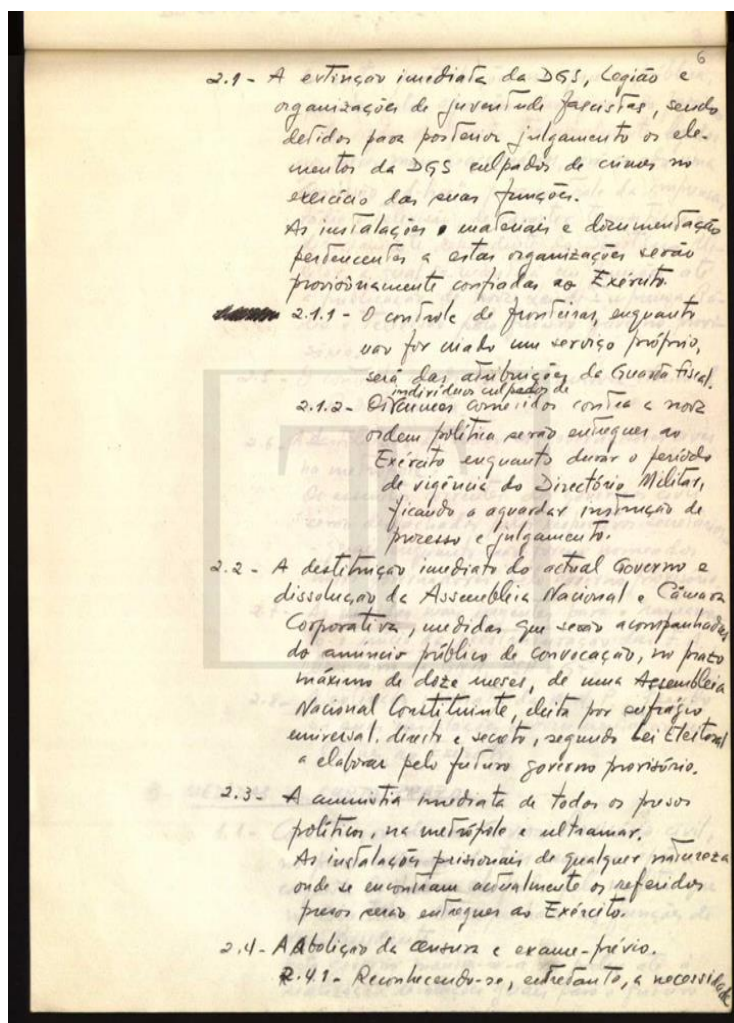 6
2.1 - A extinção imediata da DGS, Legião e
organizações de juventude fascistas, sendo
detidos para posterior julgamento os ele-
mentos da DGS culpados de crimes no
exercício das suas funções.
As instalações e materiais e documentação
pertencentes a estas organizações serão
provisoriamente confiadas ao Exército.
2.1.1 - O controle de fronteiras, enquanto
não for criado um serviço próprio,
será das atribuições da Guarda Fiscal.
indivíduos culpados de
2.1.2 - Os crimes cometidos contra a nova
ordem política serão entregues ao
Exército enquanto durar o período
de vigência do Directório Militar,
ficando a aguardar instrução de
processo e julgamento.
2.2 - A destituição imediata do actual Governo e
dissolução da Assembleia Nacional e Câmara
Corporativa, medidas que serão acompanhadas
do anúncio público de convocação, no prazo
máximo de doze meses, de uma Assembleia
Nacional Constituinte, eleita por sufrágio
universal, directo e secreto, segundo Lei Eleitoral
a elaborar pelo futuro governo provisório.
2.3 - A amnistia imediata de todos os presos
políticos, na metrópole e ultramar.
As instalações prisionais de qualquer natureza
onde se encontram actualmente os referidos
presos serão entregues ao Exército.
2.4 - A Abolição da censura e exame-prévio.
2.4.1 - Reconhecendo-se, entretanto, a necessidade